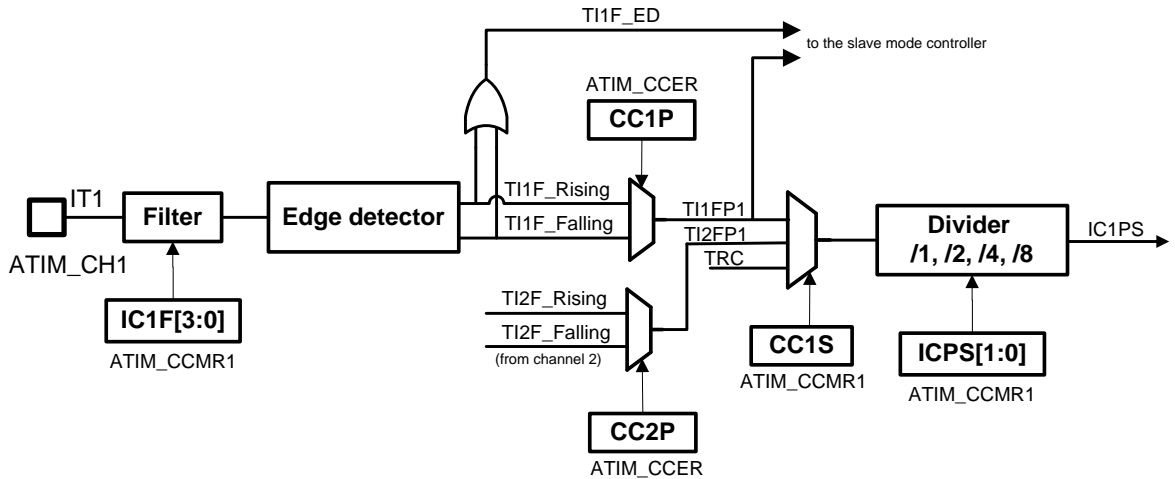 TI1F_ED
to the slave mode controller
ATIM_CCER
CC1P
IT1
Filter
Edge detector
TI1F_Rising
TI1F_Falling
TI1FP1
TI2FP1
TRC
Divider
/1, /2, /4, /8
IC1PS
ATIM_CH1
IC1F[3:0]
ATIM_CCMR1
TI2F_Rising
TI2F_Falling
(from channel 2)
CC1S
ATIM_CCMR1
ICPS[1:0]
ATIM_CCMR1
CC2P
ATIM_CCER